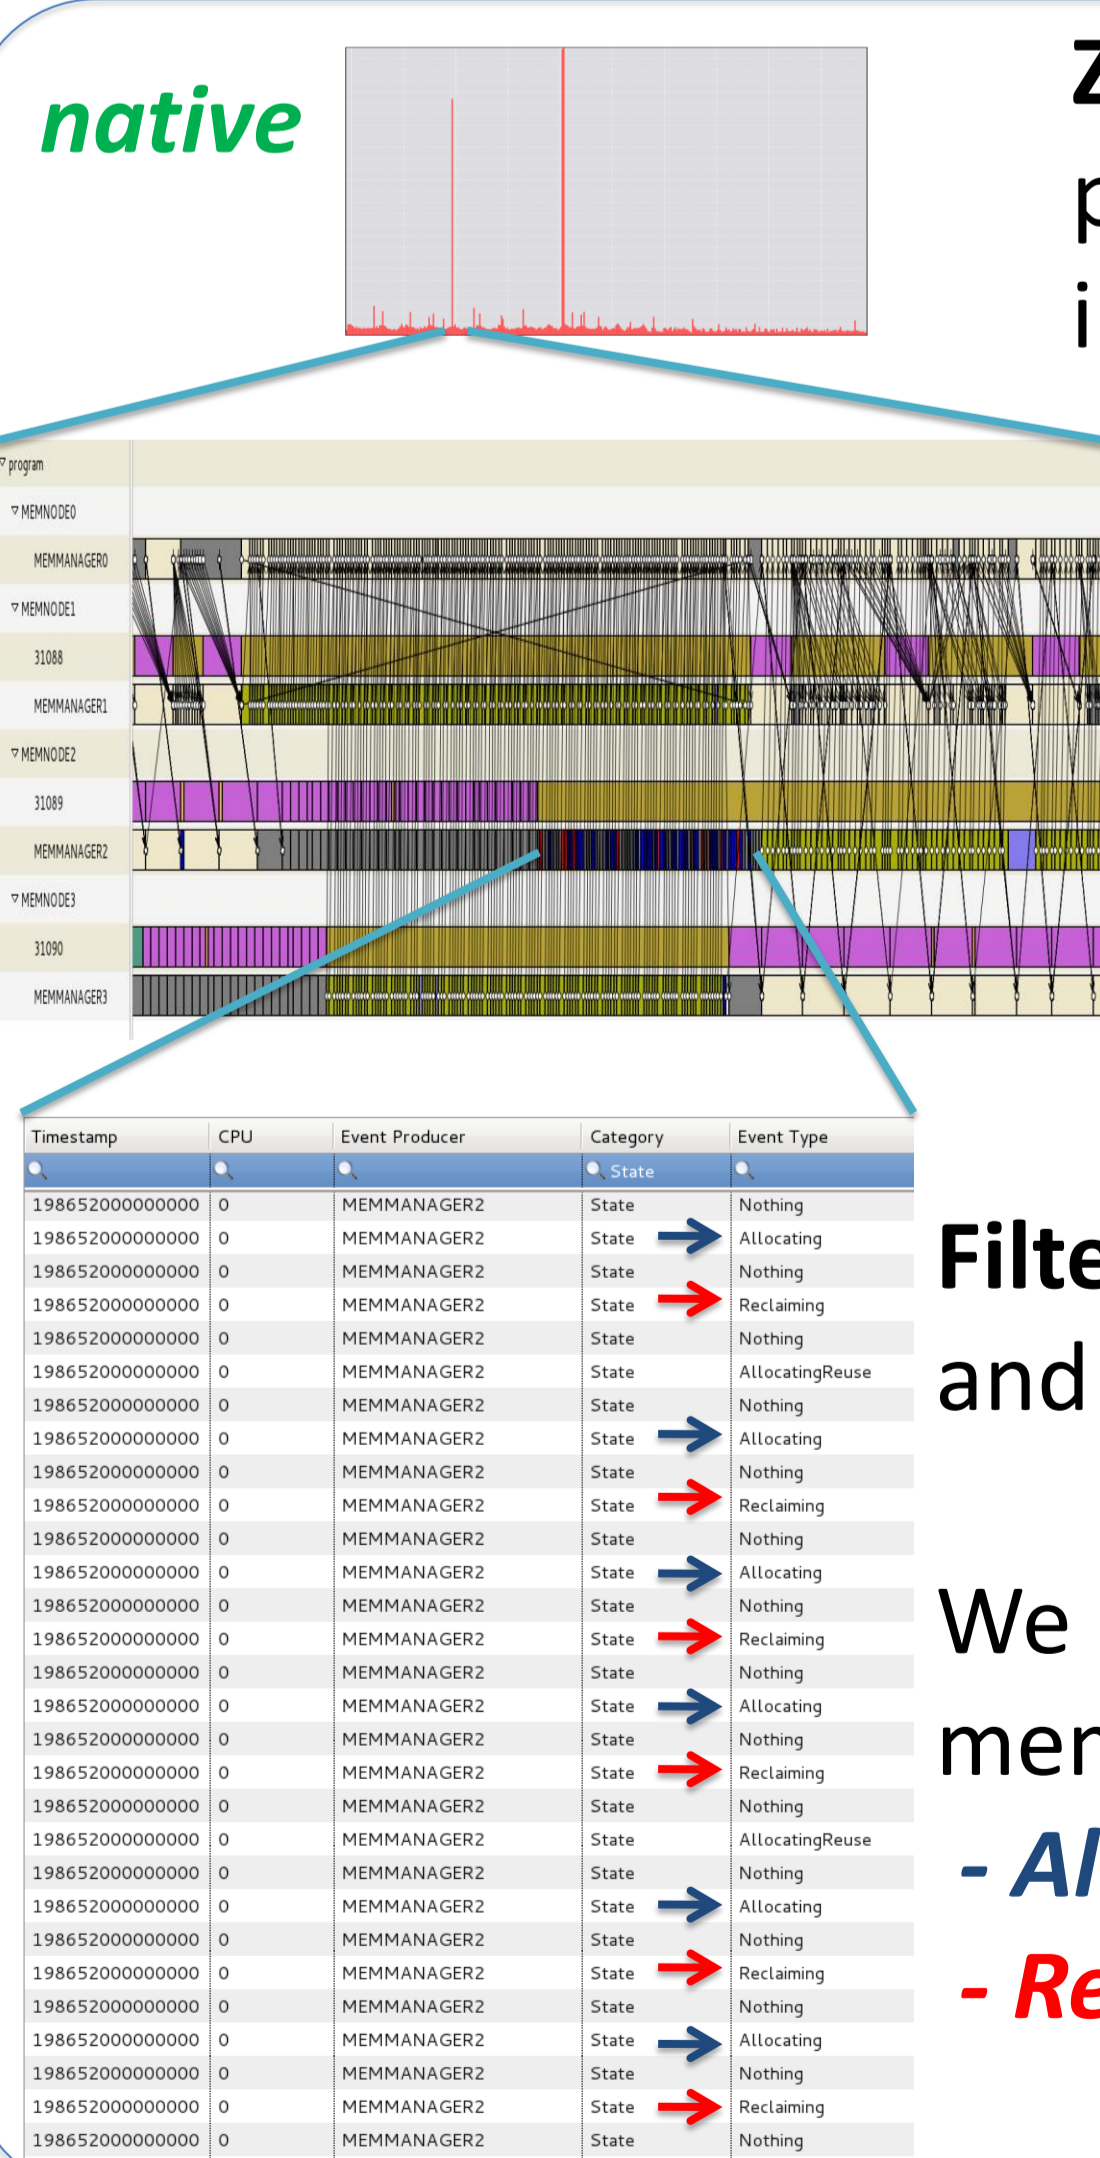 native
Z
p
i
program
MEMNODE0
MEMMANAGER0
MEMNODE1
31088
MEMMANAGER1
MEMNODE2
31089
MEMMANAGER2
MEMNODE3
31090
MEMMANAGER3
Timestamp CPU Event Producer Category Event Type
State
198652000000000 0 MEMMANAGER2 State Nothing
198652000000000 0 MEMMANAGER2 State Allocating
198652000000000 0 MEMMANAGER2 State Nothing
198652000000000 0 MEMMANAGER2 State Reclaiming
198652000000000 0 MEMMANAGER2 State Nothing
198652000000000 0 MEMMANAGER2 State AllocatingReuse
198652000000000 0 MEMMANAGER2 State Nothing
198652000000000 0 MEMMANAGER2 State Allocating
198652000000000 0 MEMMANAGER2 State Nothing
198652000000000 0 MEMMANAGER2 State Reclaiming
198652000000000 0 MEMMANAGER2 State Nothing
198652000000000 0 MEMMANAGER2 State Allocating
198652000000000 0 MEMMANAGER2 State Nothing
198652000000000 0 MEMMANAGER2 State Reclaiming
198652000000000 0 MEMMANAGER2 State Nothing
198652000000000 0 MEMMANAGER2 State Allocating
198652000000000 0 MEMMANAGER2 State Nothing
198652000000000 0 MEMMANAGER2 State Reclaiming
198652000000000 0 MEMMANAGER2 State Nothing
198652000000000 0 MEMMANAGER2 State AllocatingReuse
198652000000000 0 MEMMANAGER2 State Nothing
198652000000000 0 MEMMANAGER2 State Allocating
198652000000000 0 MEMMANAGER2 State Nothing
198652000000000 0 MEMMANAGER2 State Reclaiming
198652000000000 0 MEMMANAGER2 State Nothing
198652000000000 0 MEMMANAGER2 State Allocating
198652000000000 0 MEMMANAGER2 State Nothing
198652000000000 0 MEMMANAGER2 State Reclaiming
198652000000000 0 MEMMANAGER2 State Nothing
Filte
and
We
mem
- Al
- Re